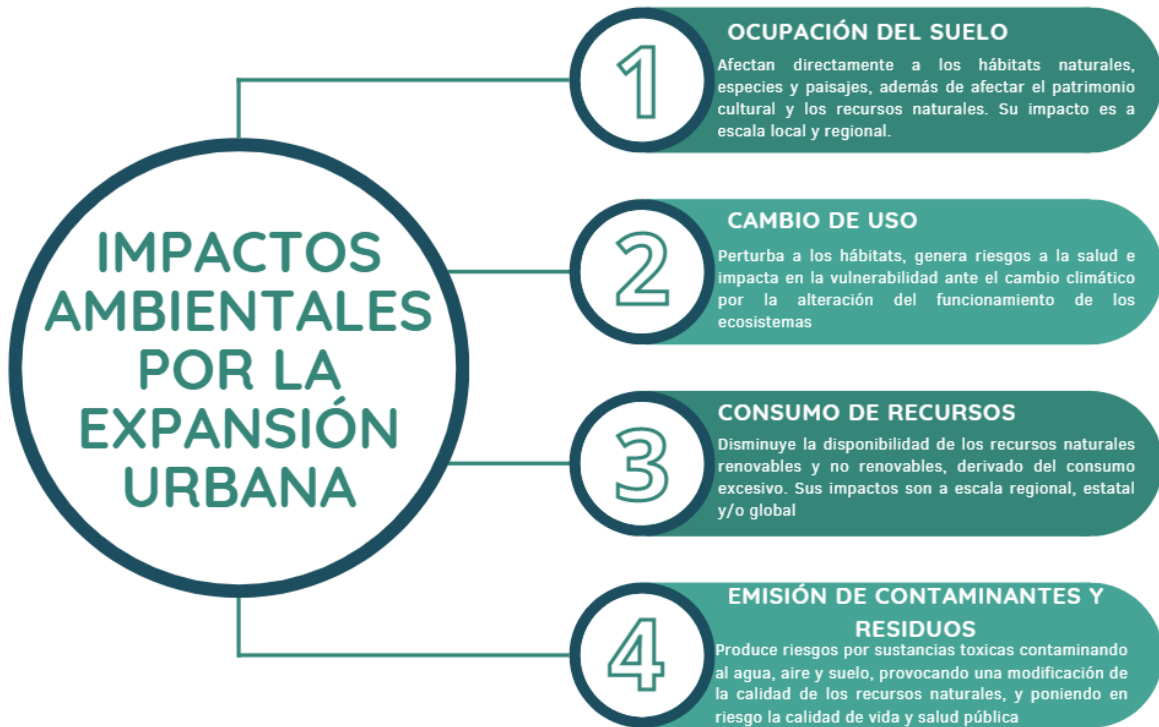 IMPACTOS
AMBIENTALES
POR LA
EXPANSIÓN
URBANA
1
OCUPACIÓN DEL SUELO
Afectan directamente a los hábitats naturales,
especies y paisajes, además de afectar el patrimonio
cultural y los recursos naturales. Su impacto es a
escala local y regional.
2
CAMBIO DE USO
Perturba a los hábitats, genera riesgos a la salud e
impacta en la vulnerabilidad ante el cambio climático
por la alteración del funcionamiento de los
ecosistemas
3
CONSUMO DE RECURSOS
Disminuye la disponibilidad de los recursos naturales
renovables y no renovables, derivado del consumo
excesivo. Sus impactos son a escala regional, estatal
y/o global
4
EMISIÓN DE CONTAMINANTES Y
RESIDUOS
Produce riesgos por sustancias toxicas contaminando
al agua, aire y suelo, provocando una modificación de
la calidad de los recursos naturales, y poniendo en
riesgo la calidad de vida y salud pública